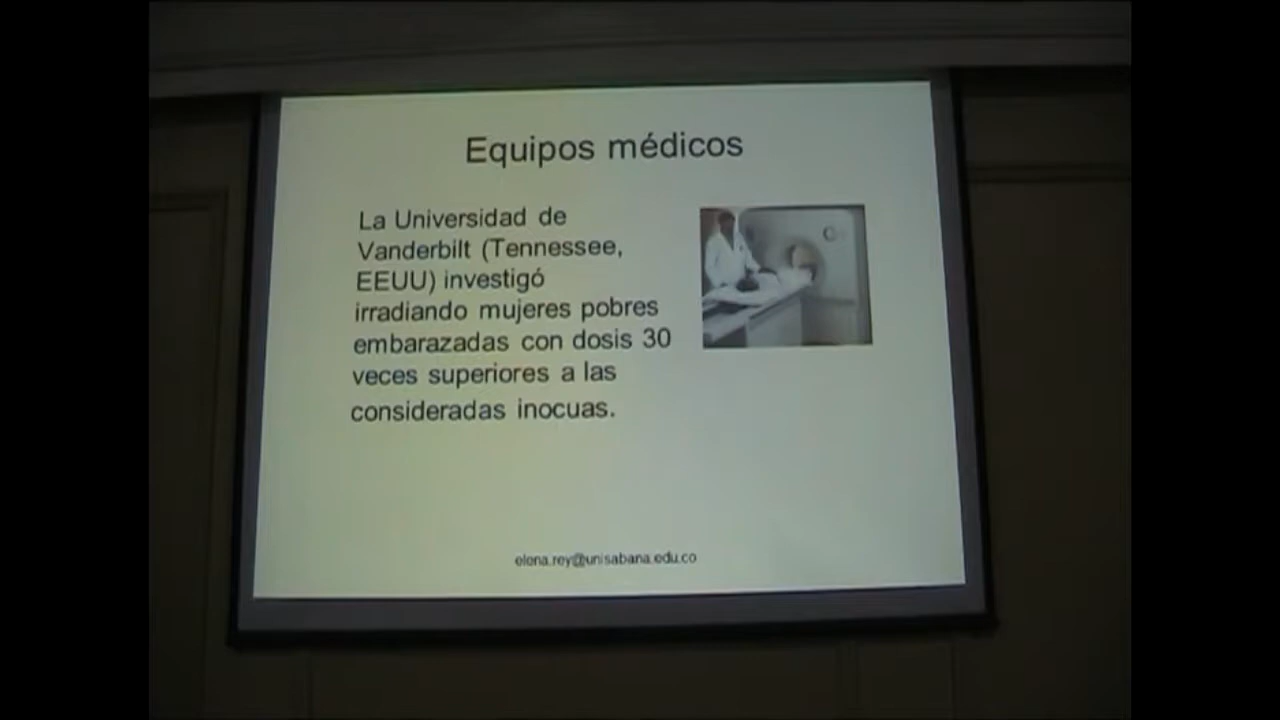 Equipos médicos
La Universidad de
Vanderbilt (Tennessee,
EEUU) investigó
irradiando mujeres pobres
embarazadas con dosis 30
veces superiores a las
consideradas inocuas.
elena.rey@unisabana.edu.co